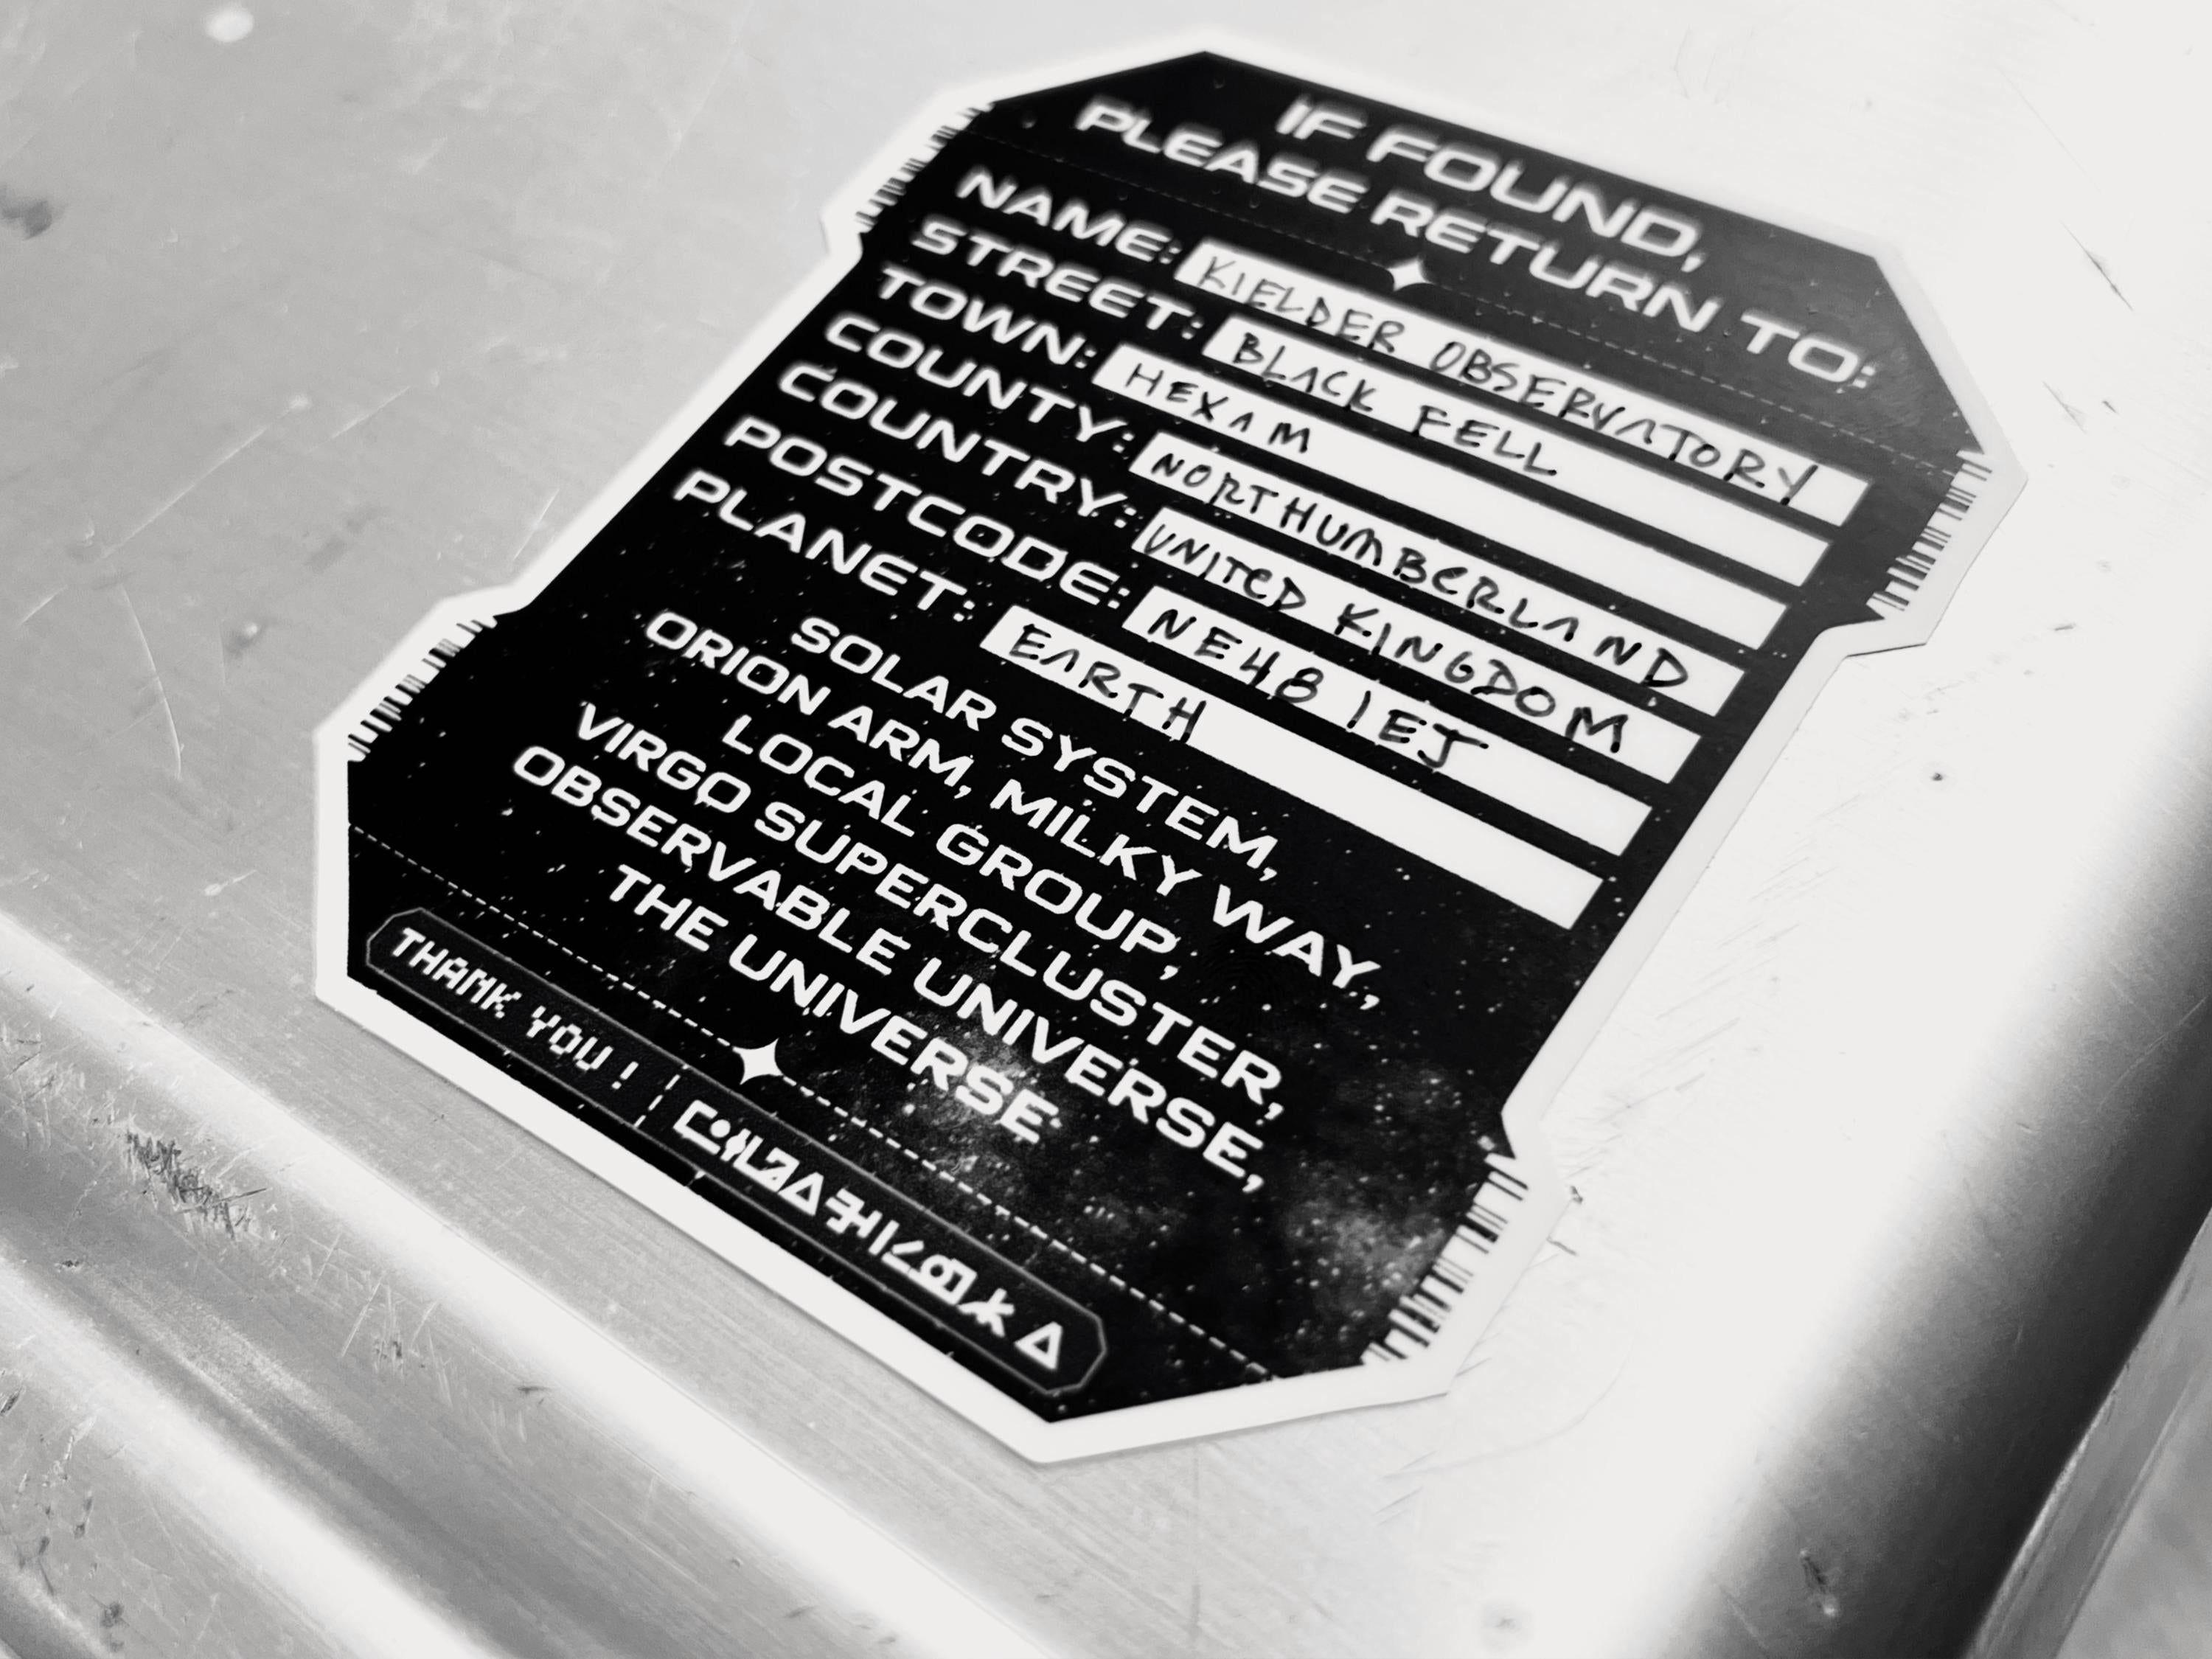 IF FOUND,
PLEASE RETURN TO:
NAME: KIELDER OBSERVATORY
STREET: BLACK FELL
TOWN: HEXAM
COUNTY: NORTHUMBERLAND
COUNTRY: UNITED KINGDOM
POSTCODE: NE48 1EJ
PLANET: EARTH
SOLAR SYSTEM,
ORION ARM, MILKY WAY,
LOCAL GROUP,
VIRGO SUPERCLUSTER,
OBSERVABLE UNIVERSE,
THE UNIVERSE
THANK YOU!